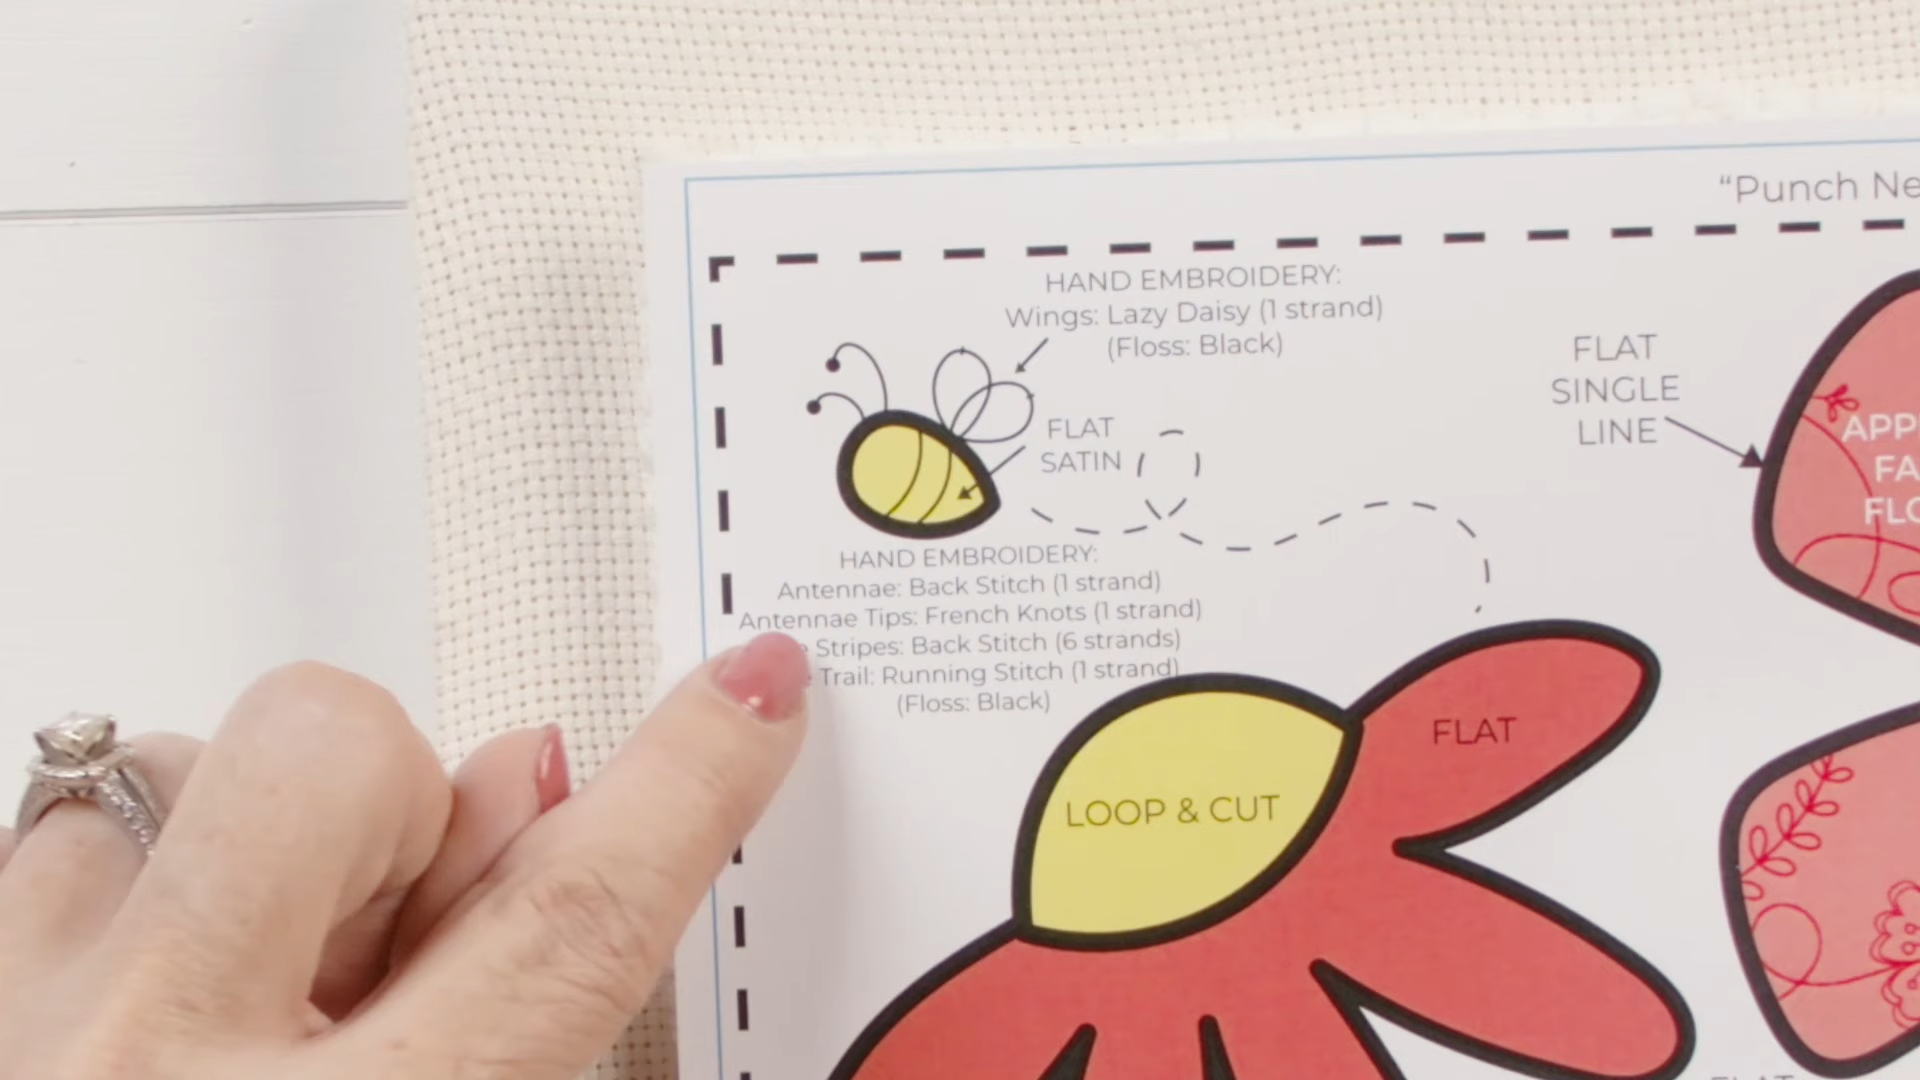 “Punch Ne
HAND EMBROIDERY:
Wings: Lazy Daisy (1 strand)
(Floss: Black)
FLAT
SATIN
FLAT
SINGLE
LINE
APP
FA
FLO
HAND EMBROIDERY:
Antennae: Back Stitch (1 strand)
Antennae Tips: French Knots (1 strand)
Stripes: Back Stitch (6 strands)
Trail: Running Stitch (1 strand)
(Floss: Black)
FLAT
LOOP & CUT